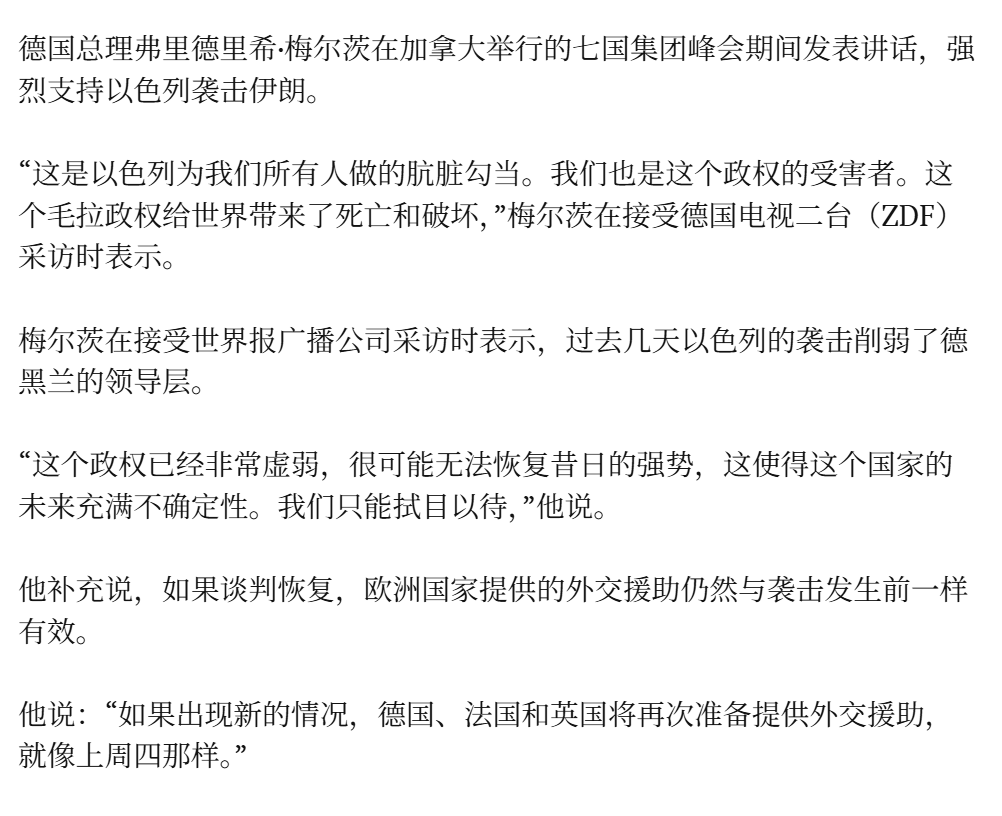 德国总理弗里德里希·梅尔茨在加拿大举行的七国集团峰会期间发表讲话，强
烈支持以色列袭击伊朗。
“这是以色列为我们所有人做的肮脏勾当。我们也是这个政权的受害者。这
个毛拉政权给世界带来了死亡和破坏, ”梅尔茨在接受德国电视二台（ZDF）
采访时表示。
梅尔茨在接受世界报广播公司采访时表示，过去几天以色列的袭击削弱了德
黑兰的领导层。
“这个政权已经非常虚弱，很可能无法恢复昔日的强势，这使得这个国家的
未来充满不确定性。我们只能拭目以待, ”他说。
他补充说，如果谈判恢复，欧洲国家提供的外交援助仍然与袭击发生前一样
有效。
他说：“如果出现新的情况，德国、法国和英国将再次准备提供外交援助，
就像上周四那样。”